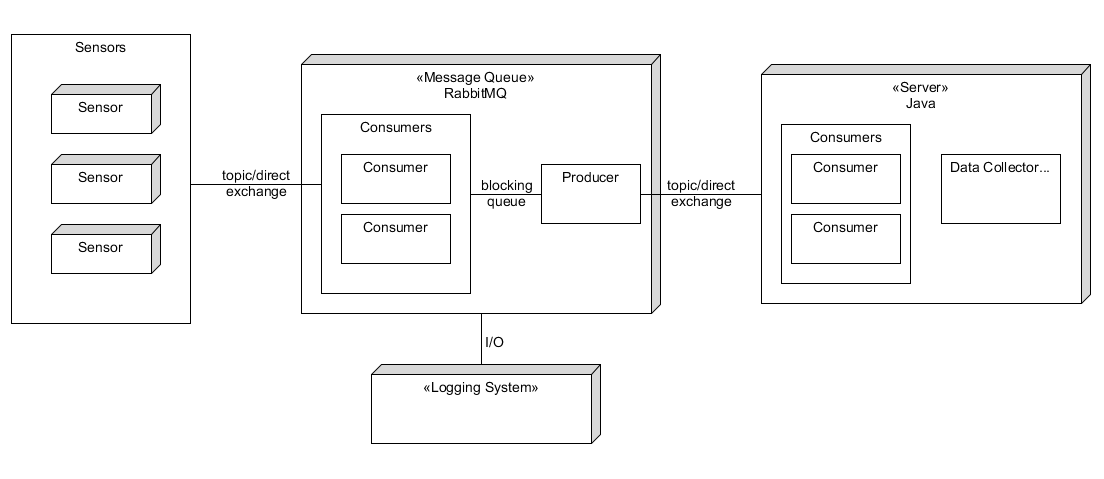 Sensors
Sensor
Sensor
Sensor
topic/direct
exchange
«Message Queue»
RabbitMQ
Consumers
Consumer
Consumer
blocking
queue
Producer
topic/direct
exchange
«Server»
Java
Consumers
Consumer
Consumer
Data Collector...
I/O
«Logging System»